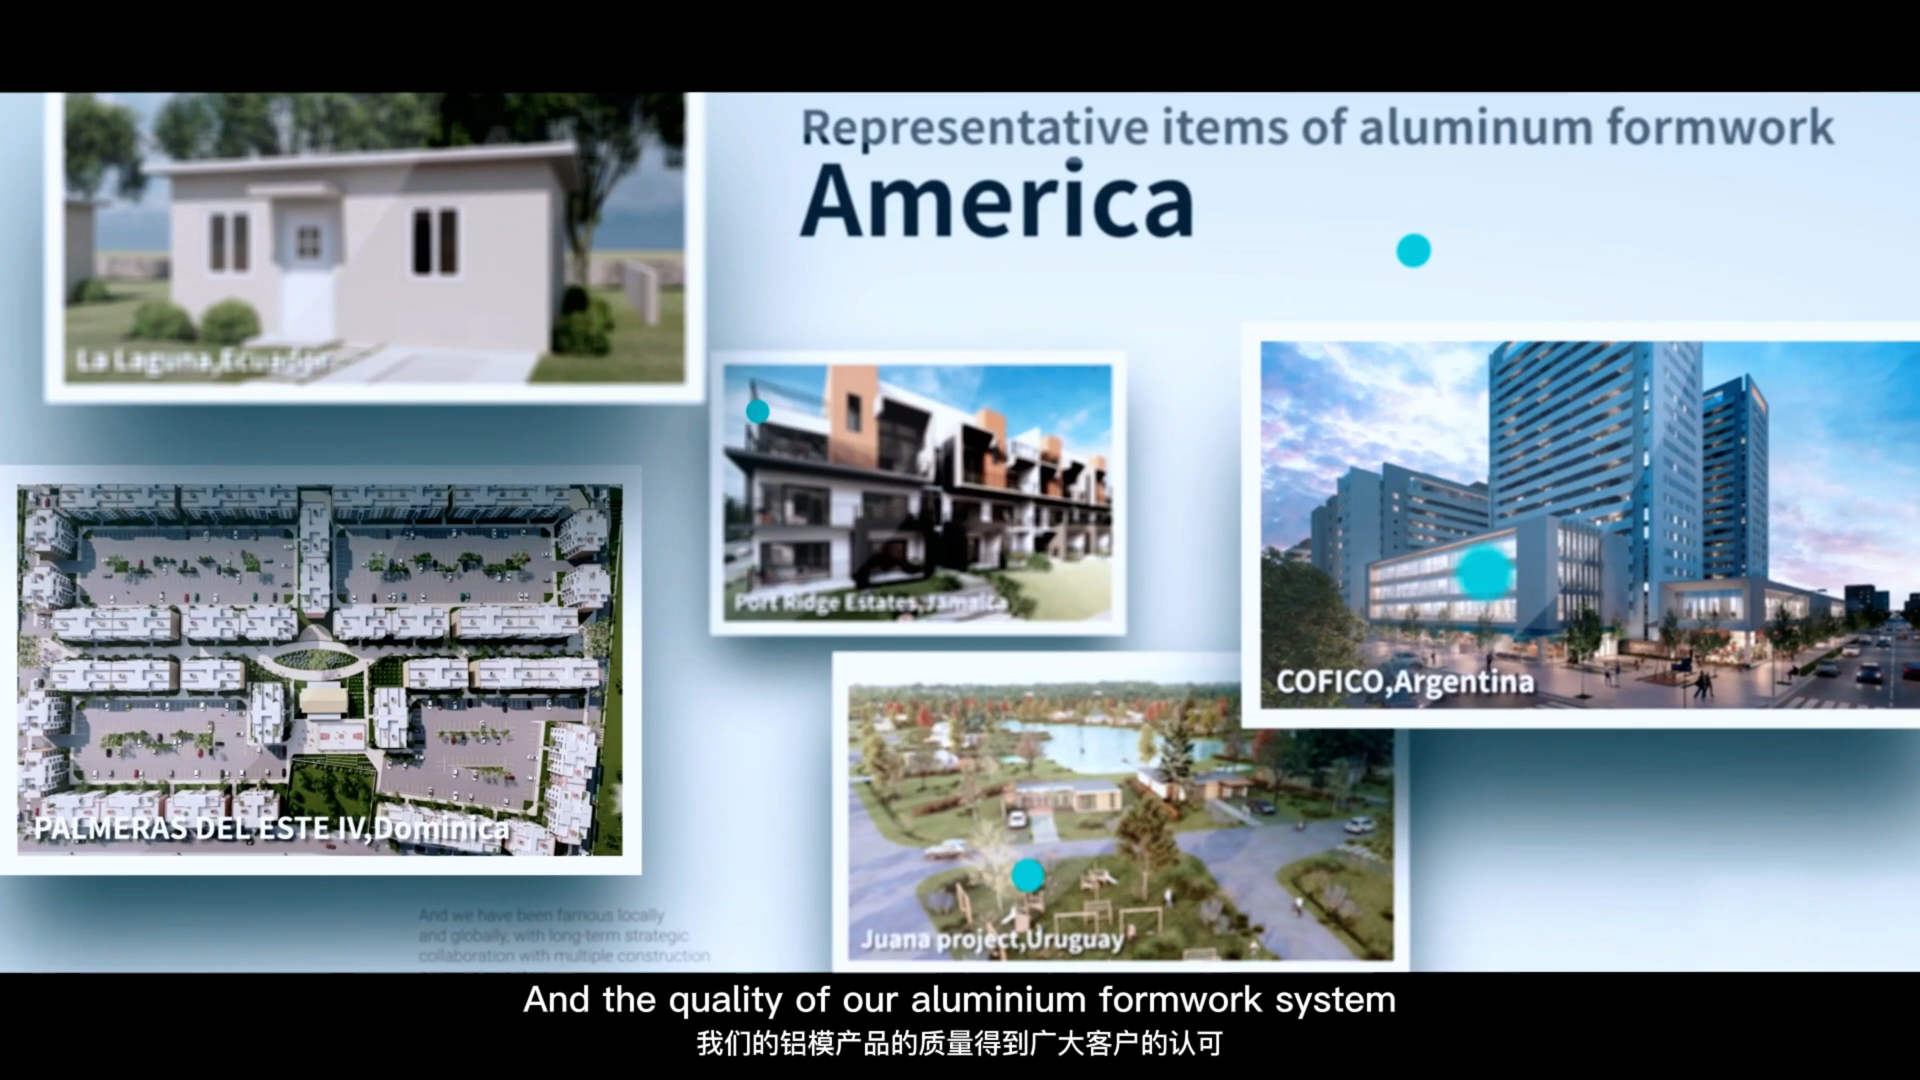 Representative items of aluminum formwork
America
La Laguna,Ecuador
Port Ridge Estates,Jamaica
COFICO,Argentina
PALMERAS DEL ESTE IV,Dominica
Juana project,Uruguay
And we have been famous locally
and globally, with long-term strategic
collaboration with multiple construction
And the quality of our aluminium formwork system
我们的铝模产品的质量得到广大客户的认可